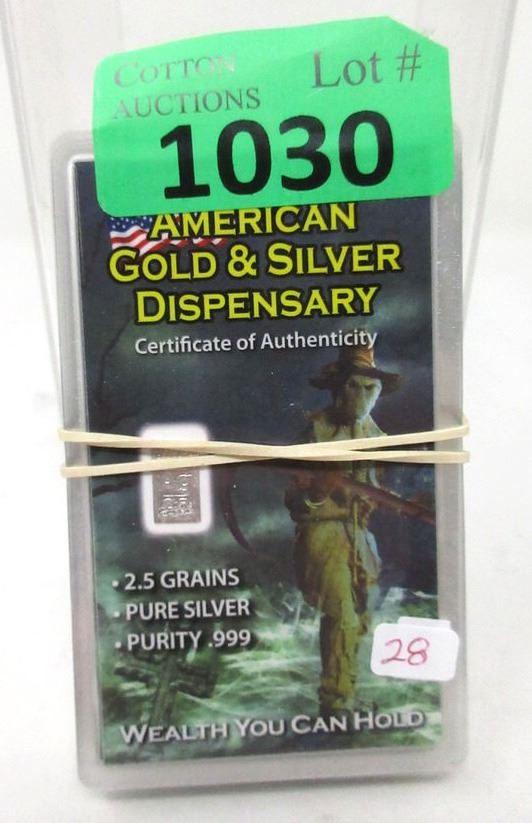 COTTON
AUCTIONS
Lot #
1030
AMERICAN
GOLD & SILVER
DISPENSARY
Certificate of Authenticity
• 2.5 GRAINS
• PURE SILVER
• PURITY .999
28
WEALTH YOU CAN HOLD